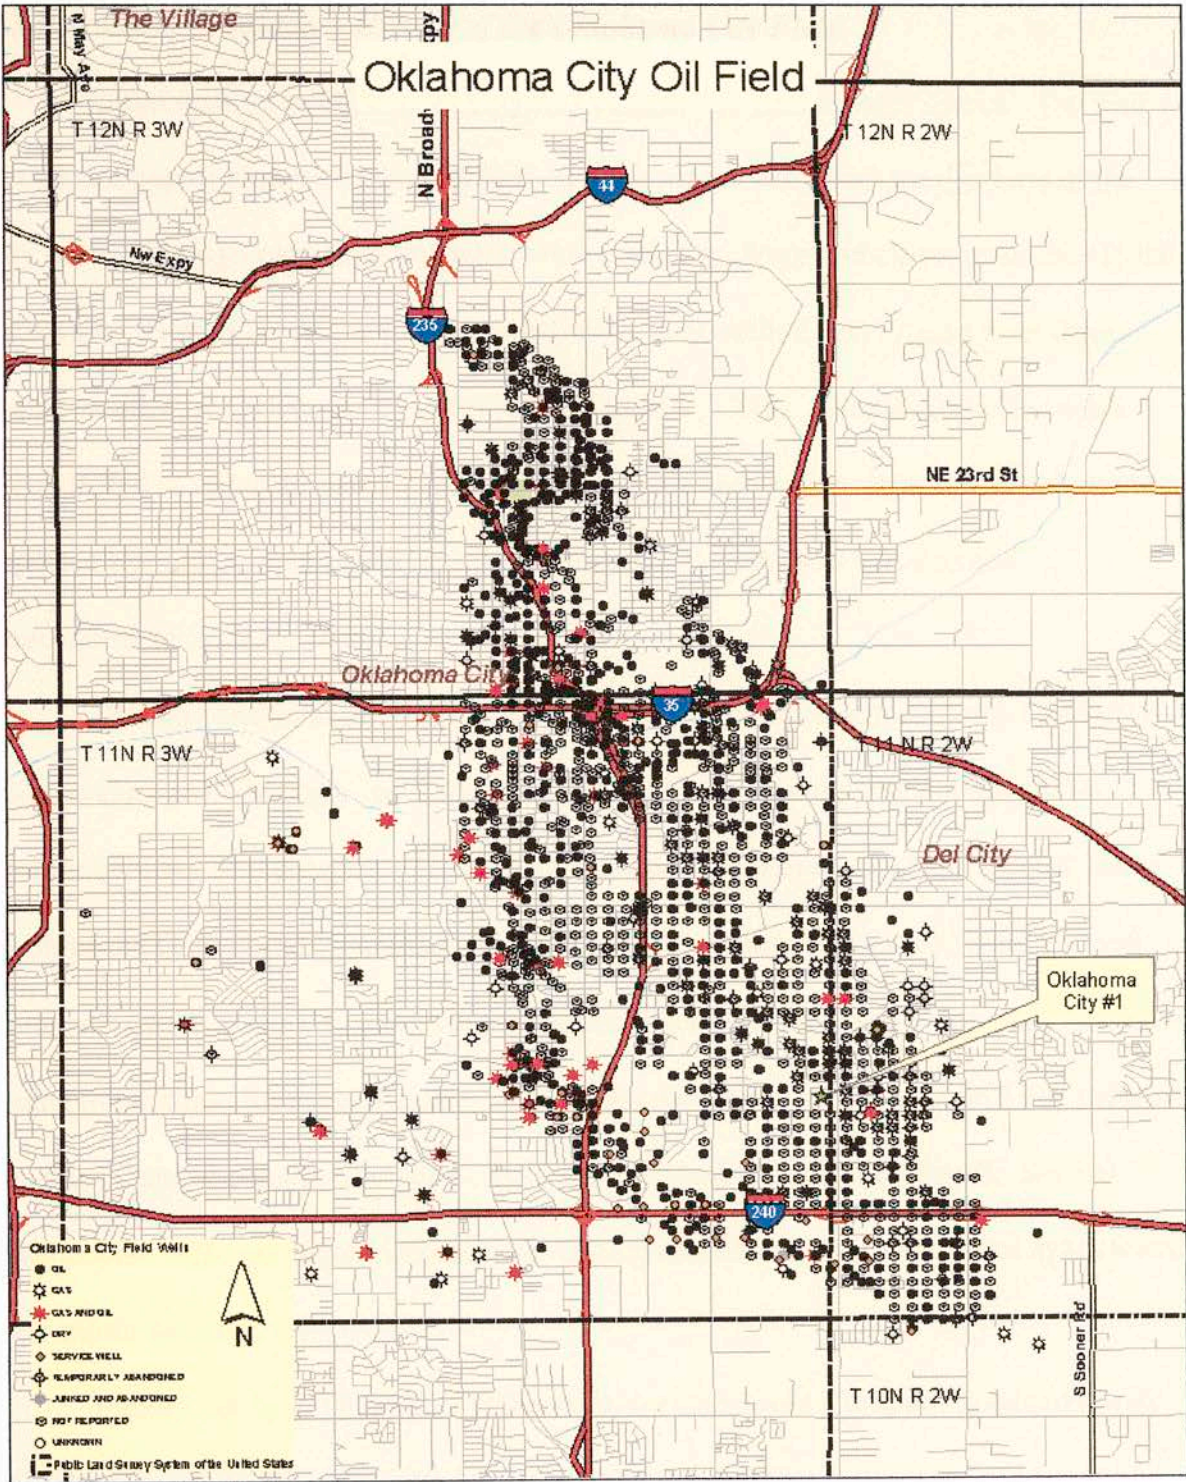 The Village
N May Ave
N Broad
xpy
Oklahoma City Oil Field
T 12N R 3W
T 12N R 2W
44
Nw Expy
235
NE 23rd St
Oklahoma City
35
T 11N R 3W
T 11 N R 2W
Del City
Oklahoma
City #1
240
Oklahoma City Field Wells
OIL
GAS
GAS AND OIL
DRY
SERVICE WELL
TEMPORARILY ABANDONED
JUNKED AND ABANDONED
NOT REPORTED
UNKNOWN
Public Land Survey System of the United States
N
S Sooner Rd
T 10N R 2W